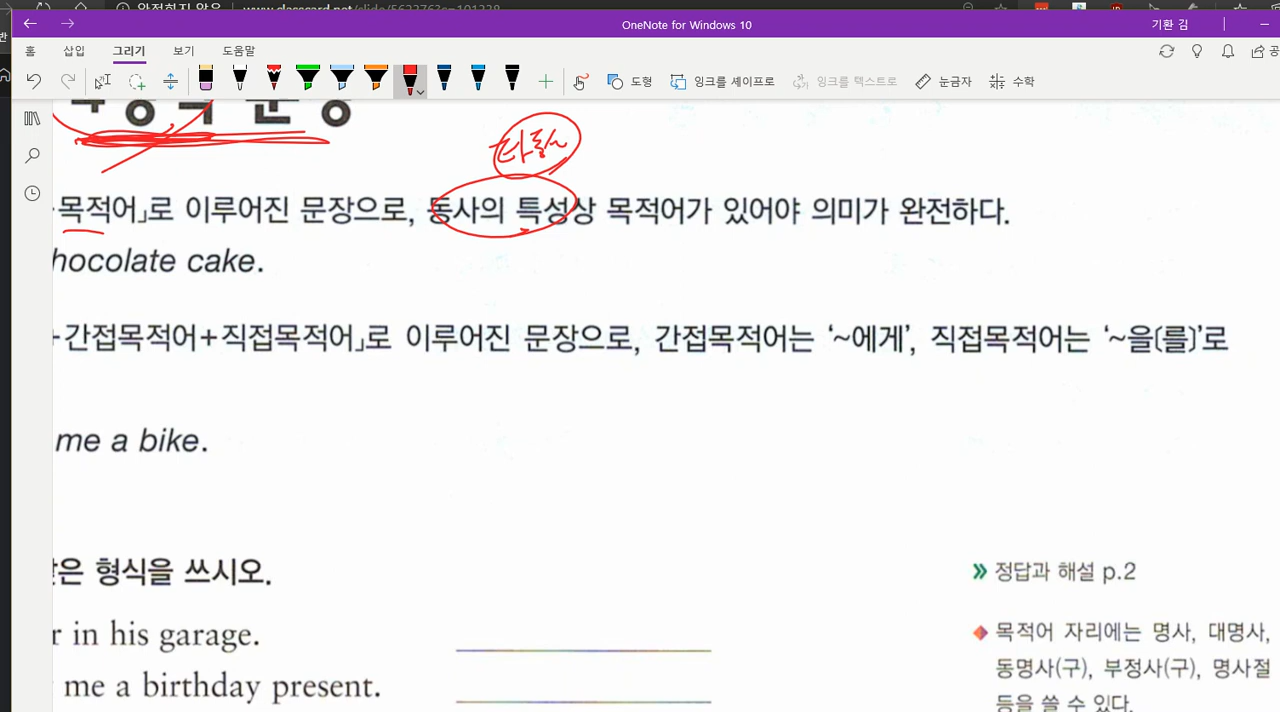 www.classcard.net/slide/563276?c=101238
OneNote for Windows 10
기환 김
홈 삽입 그리기 보기 도움말
공
도형 잉크를 셰이프로 잉크를 텍스트로 눈금자 수학
타동사
목적어」로 이루어진 문장으로, 동사의 특성상 목적어가 있어야 의미가 완전하다.
hocolate cake.
+간접목적어+직접목적어」로 이루어진 문장으로, 간접목적어는 ‘~에게’, 직접목적어는 ‘~을(를)’로
me a bike.
은 형식을 쓰시오.
정답과 해설 p.2
r in his garage.
목적어 자리에는 명사, 대명사,
me a birthday present.
동명사(구), 부정사(구), 명사절
등을 쓸 수 있다.